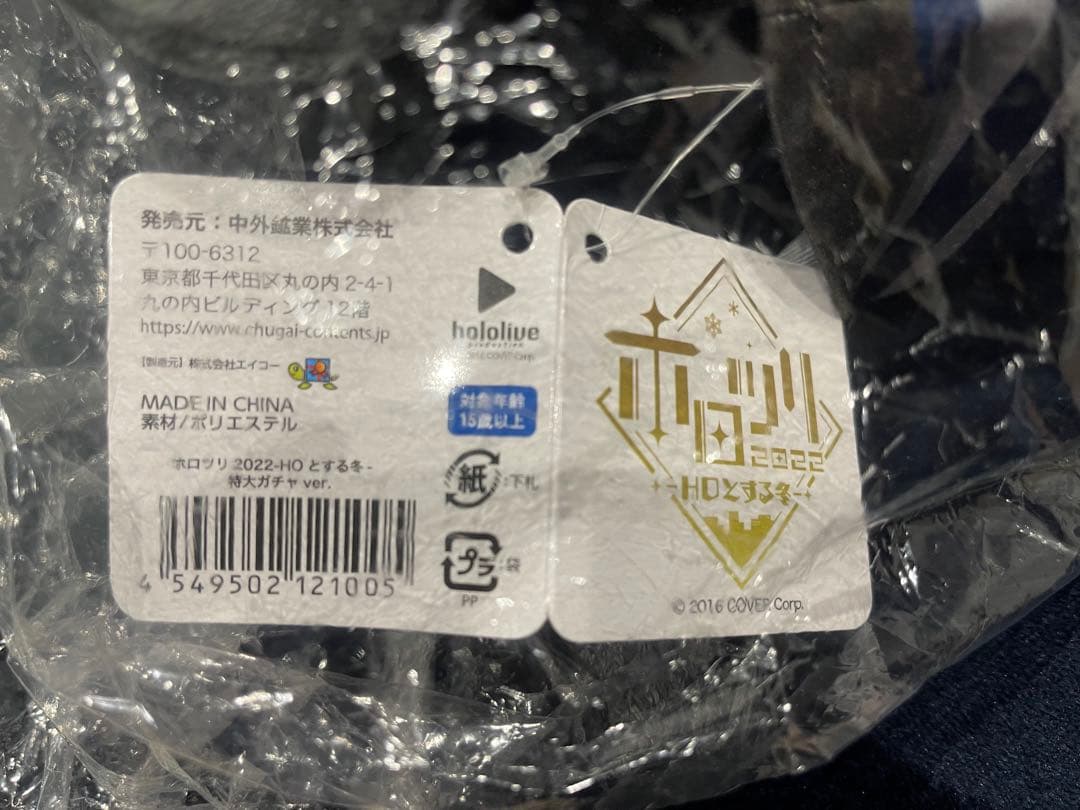 発売元：中外鉱業株式会社
〒100-6312
東京都千代田区丸の内 2-4-1
丸の内ビルディング 12階
https://www.chugai-contents.jp
【製造元】株式会社エイコー
MADE IN CHINA
素材/ポリエステル
ホロツリ 2022-HO とする冬-
特大ガチャ ver.
4 549502 121005
hololive
production
© 2016 COVER Corp.
対象年齢
15歳以上
紙 :下札
プラ :袋
PP
ホロツリ
2022
-HOとする冬-
© 2016 COVER Corp.